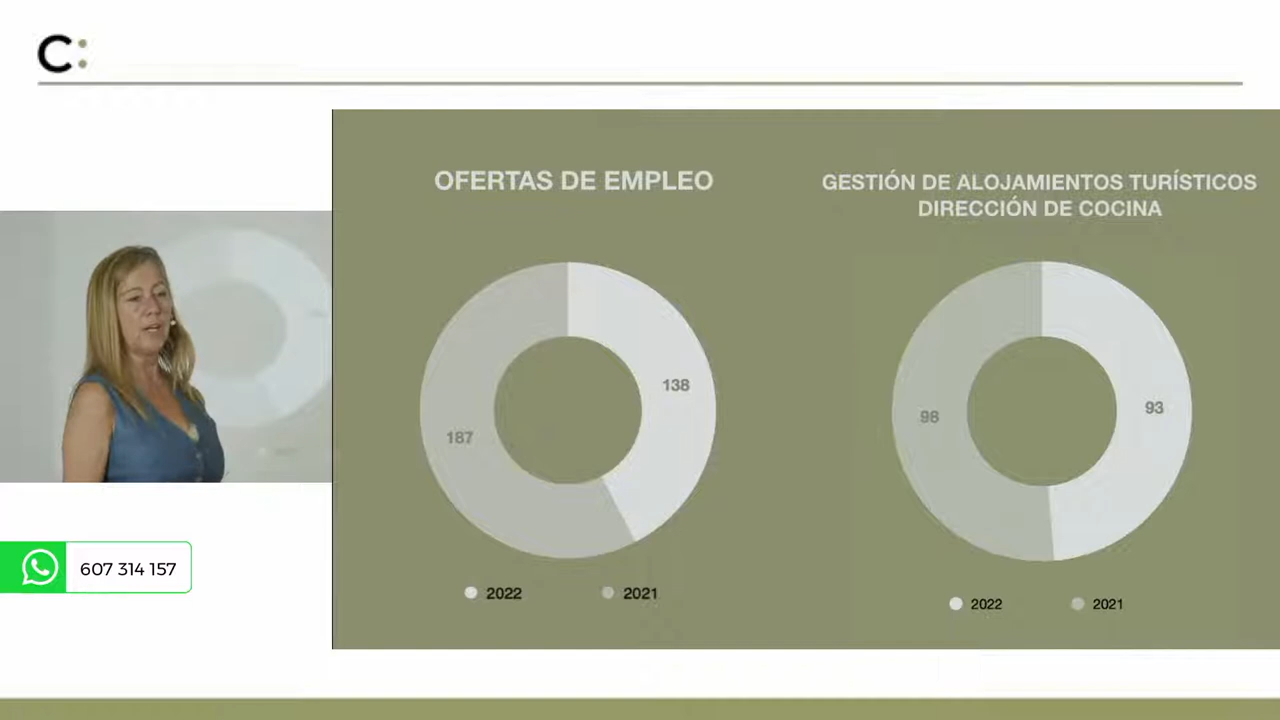 C:
OFERTAS DE EMPLEO
138
187
2022
2021
GESTIÓN DE ALOJAMIENTOS TURÍSTICOS
DIRECCIÓN DE COCINA
98
93
2022
2021
607 314 157